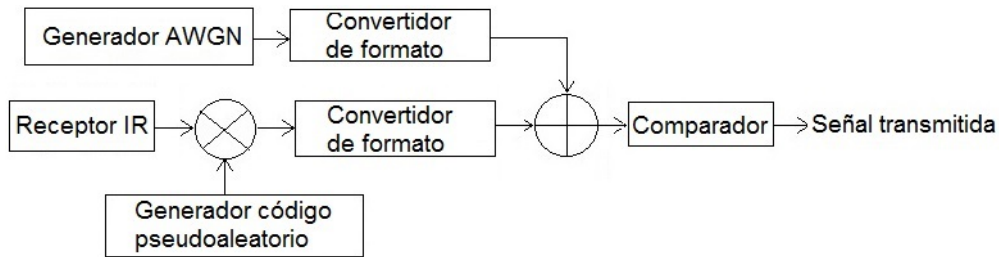 Generador AWGN
Convertidor
de formato
Receptor IR
Convertidor
de formato
Comparador
Señal transmitida
Generador código
pseudoaleatorio